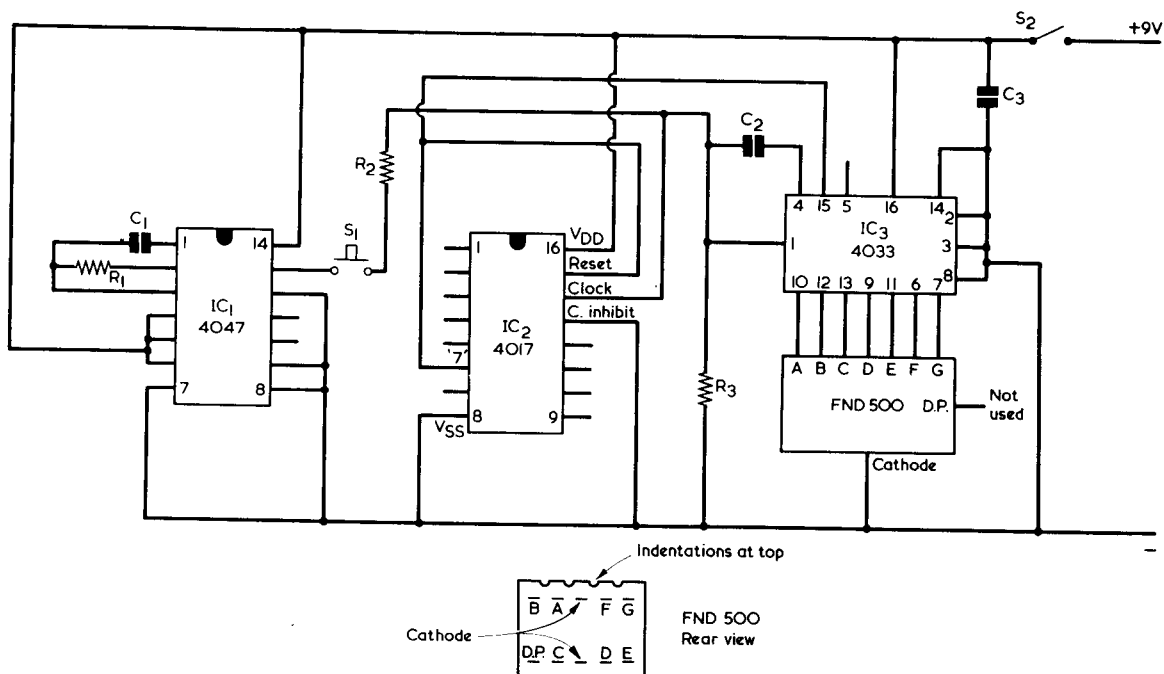 S2
+9V
C3
C2
R2
C1
S1
R1
1
14
IC1
4047
7
8
1
16
VDD
Reset
Clock
C. inhibit
IC2
4017
'7'
8
9
VSS
R3
4
15
5
16
14
2
IC3
1
3
4033
8
10
12
13
9
11
6
7
A
B
C
D
E
F
G
FND 500
D.P.
Not
used
Cathode
−
Indentations at top
B A F G
FND 500
Cathode
Rear view
D.P. C D E